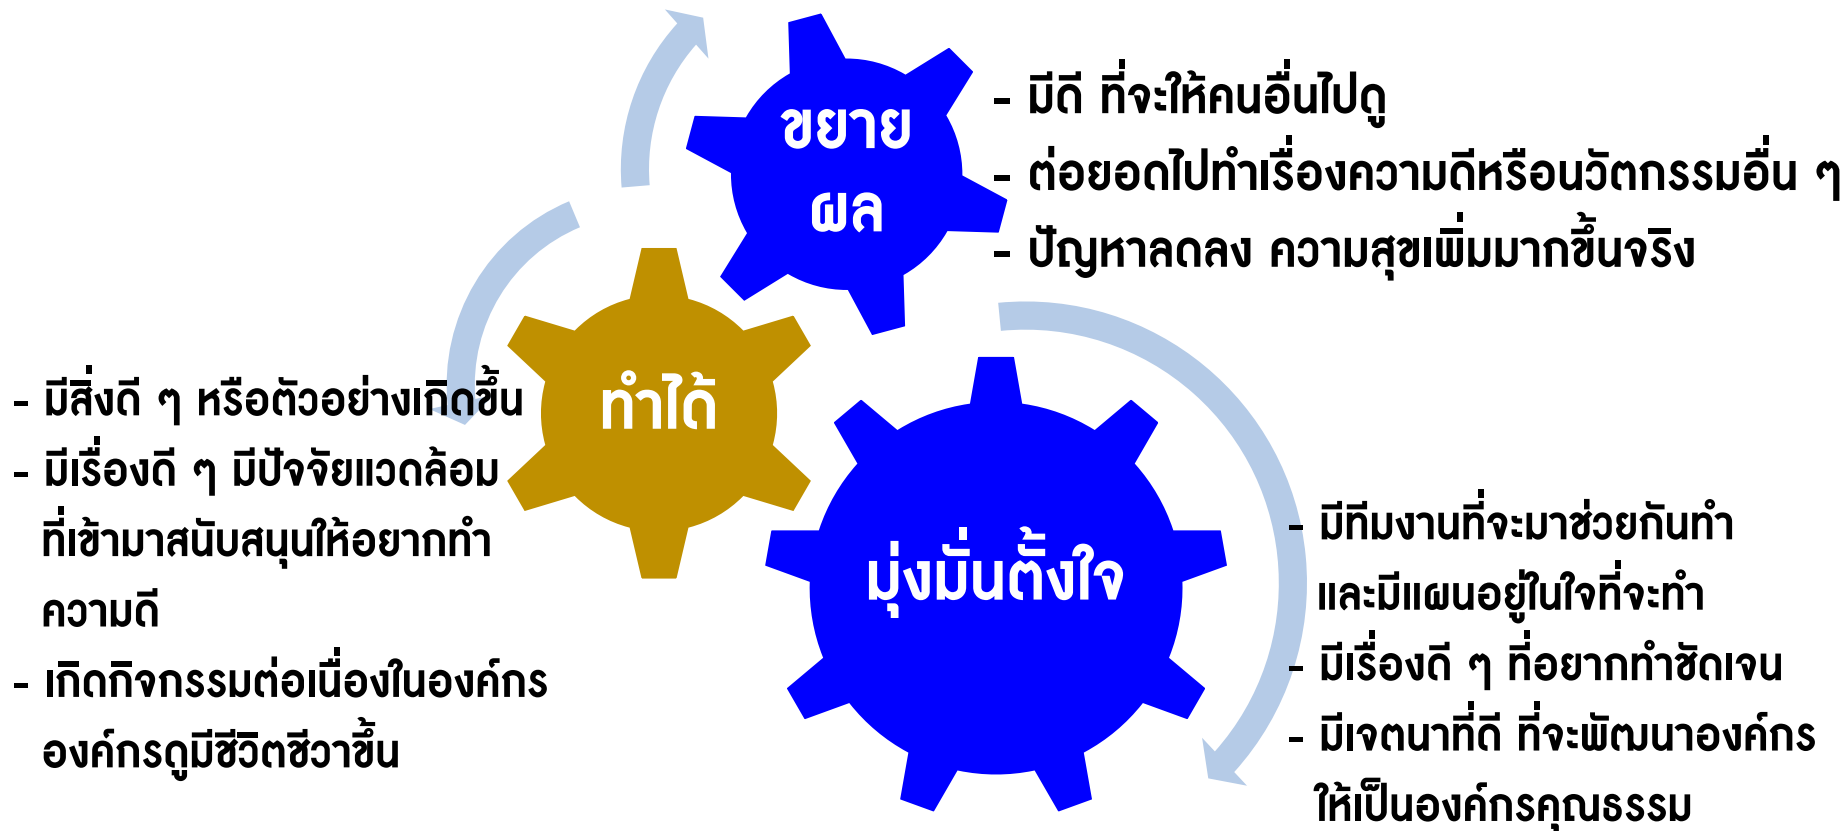 ขยาย
ผล
- มีดี ที่จะให้คนอื่นไปดู
- ต่อยอดไปทำเรื่องความดีหรือนวัตกรรมอื่น ๆ
- ปัญหาลดลง ความสุขเพิ่มมากขึ้นจริง
ทำได้
- มีสิ่งดี ๆ หรือตัวอย่างเกิดขึ้น
- มีเรื่องดี ๆ มีปัจจัยแวดล้อม
ที่เข้ามาสนับสนุนให้อยากทำ
ความดี
- เกิดกิจกรรมต่อเนื่องในองค์กร
องค์กรดูมีชีวิตชีวาขึ้น
มุ่งมั่นตั้งใจ
- มีทีมงานที่จะมาช่วยกันทำ
และมีแผนอยู่ในใจที่จะทำ
- มีเรื่องดี ๆ ที่อยากทำชัดเจน
- มีเจตนาที่ดี ที่จะพัฒนาองค์กร
ให้เป็นองค์กรคุณธรรม